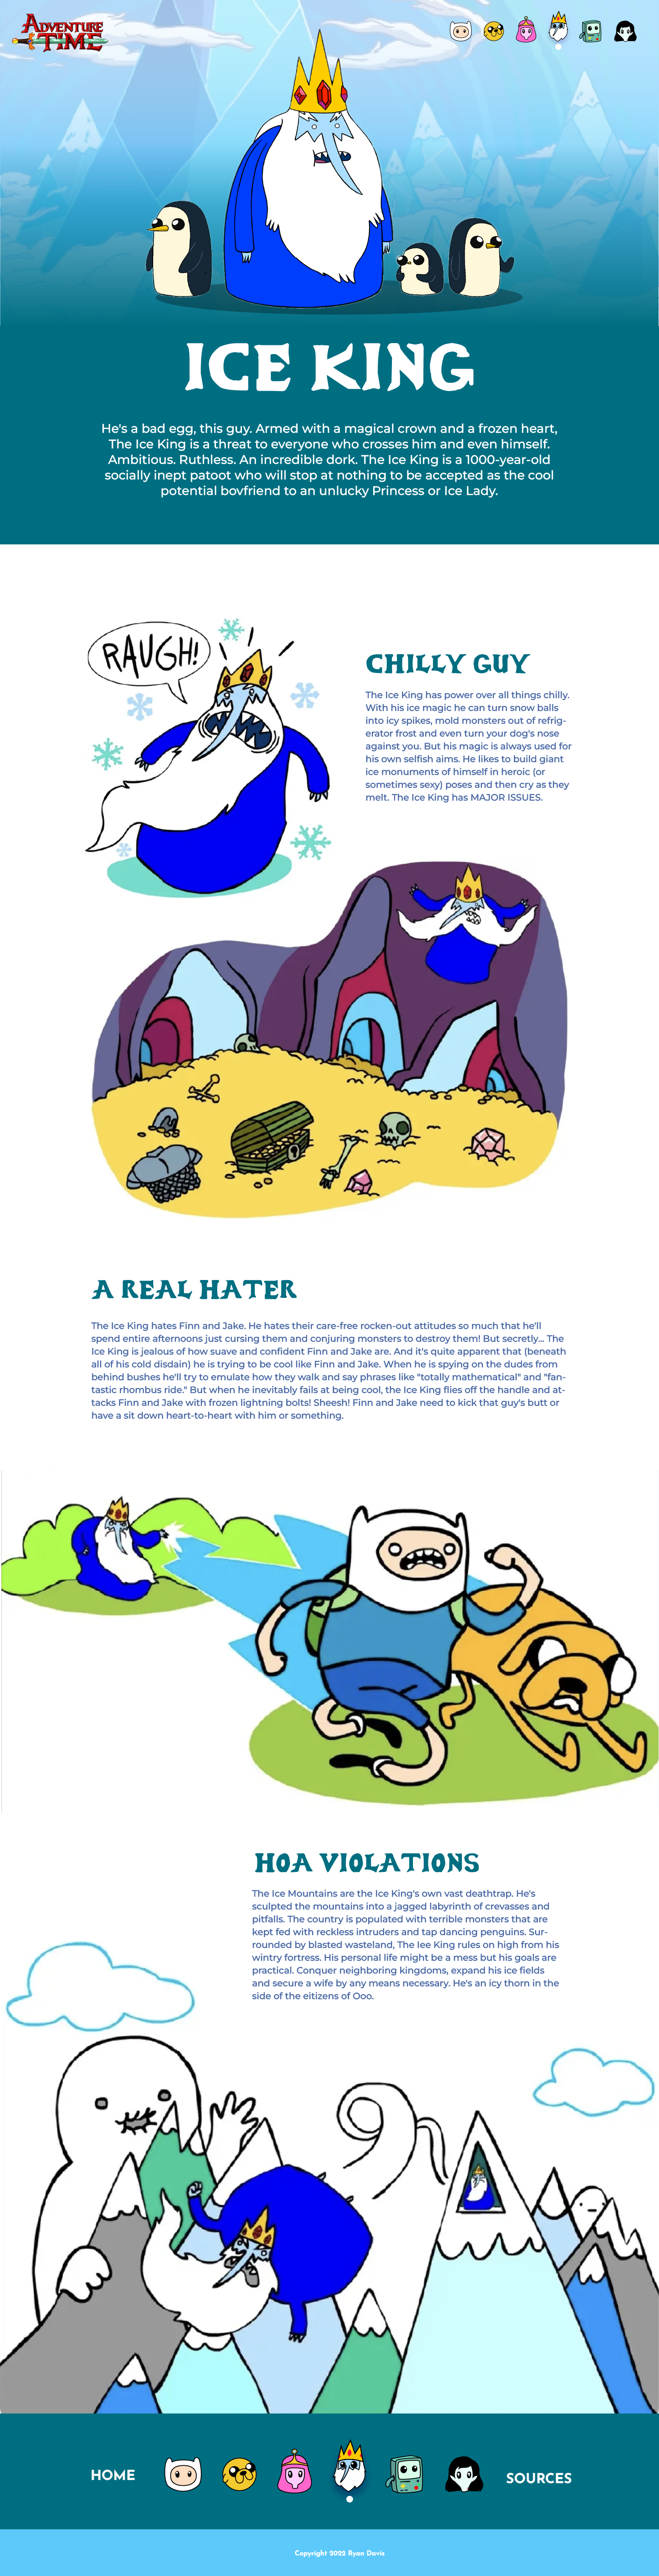 ADVENTURE
TIME
ICE KING
He's a bad egg, this guy. Armed with a magical crown and a frozen heart,
The Ice King is a threat to everyone who crosses him and even himself.
Ambitious. Ruthless. An incredible dork. The Ice King is a 1000-year-old
socially inept patoot who will stop at nothing to be accepted as the cool
potential bovfriend to an unlucky Princess or Ice Lady.
RAUGH!
CHILLY GUY
The Ice King has power over all things chilly.
With his ice magic he can turn snow balls
into icy spikes, mold monsters out of refrig-
erator frost and even turn your dog's nose
against you. But his magic is always used for
his own selfish aims. He likes to build giant
ice monuments of himself in heroic (or
sometimes sexy) poses and then cry as they
melt. The Ice King has MAJOR ISSUES.
A REAL HATER
The Ice King hates Finn and Jake. He hates their care-free rocken-out attitudes so much that he'll
spend entire afternoons just cursing them and conjuring monsters to destroy them! But secretly... The
Ice King is jealous of how suave and confident Finn and Jake are. And it's quite apparent that (beneath
all of his cold disdain) he is trying to be cool like Finn and Jake. When he is spying on the dudes from
behind bushes he'll try to emulate how they walk and say phrases like "totally mathematical" and "fan-
tastic rhombus ride." But when he inevitably fails at being cool, the Ice King flies off the handle and at-
tacks Finn and Jake with frozen lightning bolts! Sheesh! Finn and Jake need to kick that guy's butt or
have a sit down heart-to-heart with him or something.
HOA VIOLATIONS
The Ice Mountains are the Ice King's own vast deathtrap. He's
sculpted the mountains into a jagged labyrinth of crevasses and
pitfalls. The country is populated with terrible monsters that are
kept fed with reckless intruders and tap dancing penguins. Sur-
rounded by blasted wasteland, The Iee King rules on high from his
wintry fortress. His personal life might be a mess but his goals are
practical. Conquer neighboring kingdoms, expand his ice fields
and secure a wife by any means necessary. He's an icy thorn in the
side of the eitizens of Ooo.
HOME
SOURCES
Copyright 2022 Ryan Davis